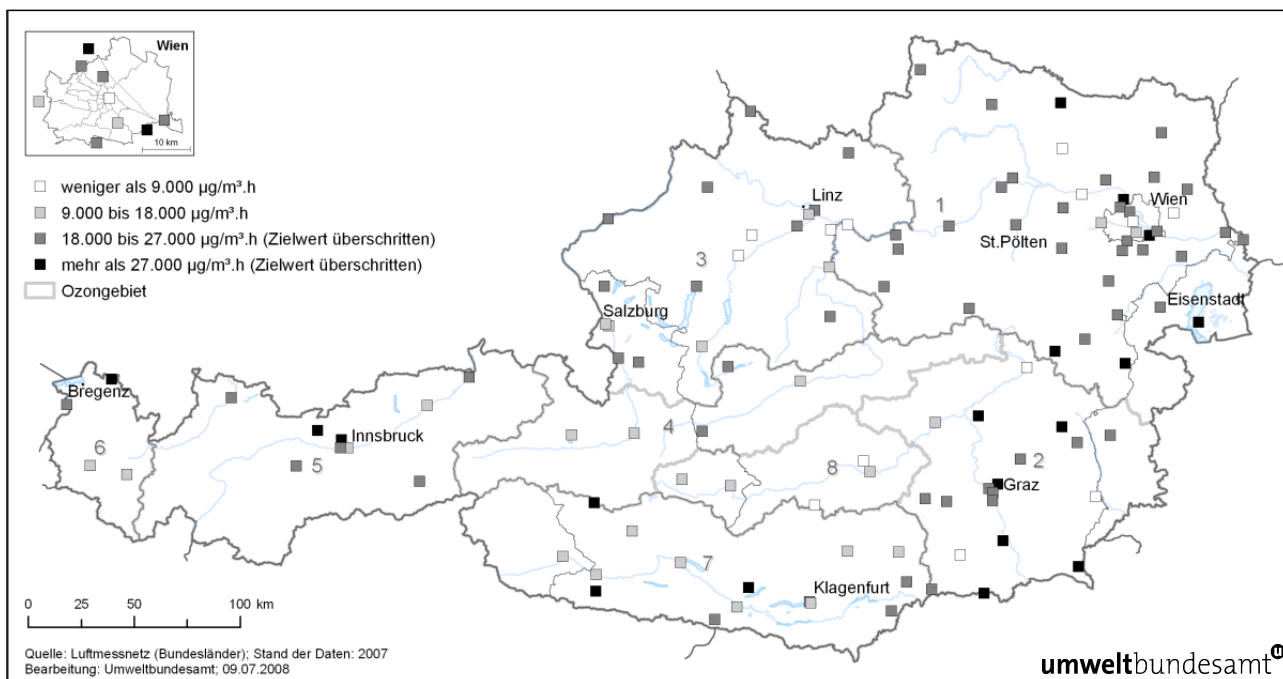 Wien
10 km
weniger als 9.000 µg/m³.h
9.000 bis 18.000 µg/m³.h
18.000 bis 27.000 µg/m³.h (Zielwert überschritten)
mehr als 27.000 µg/m³.h (Zielwert überschritten)
Ozongebiet
Linz
1
Wien
St.Pölten
3
Salzburg
Eisenstadt
Bregenz
Innsbruck
4
6
5
8
2
Graz
7
Klagenfurt
0 25 50 100 km
Quelle: Luftmessnetz (Bundesländer); Stand der Daten: 2007
Bearbeitung: Umweltbundesamt; 09.07.2008
umweltbundesamt